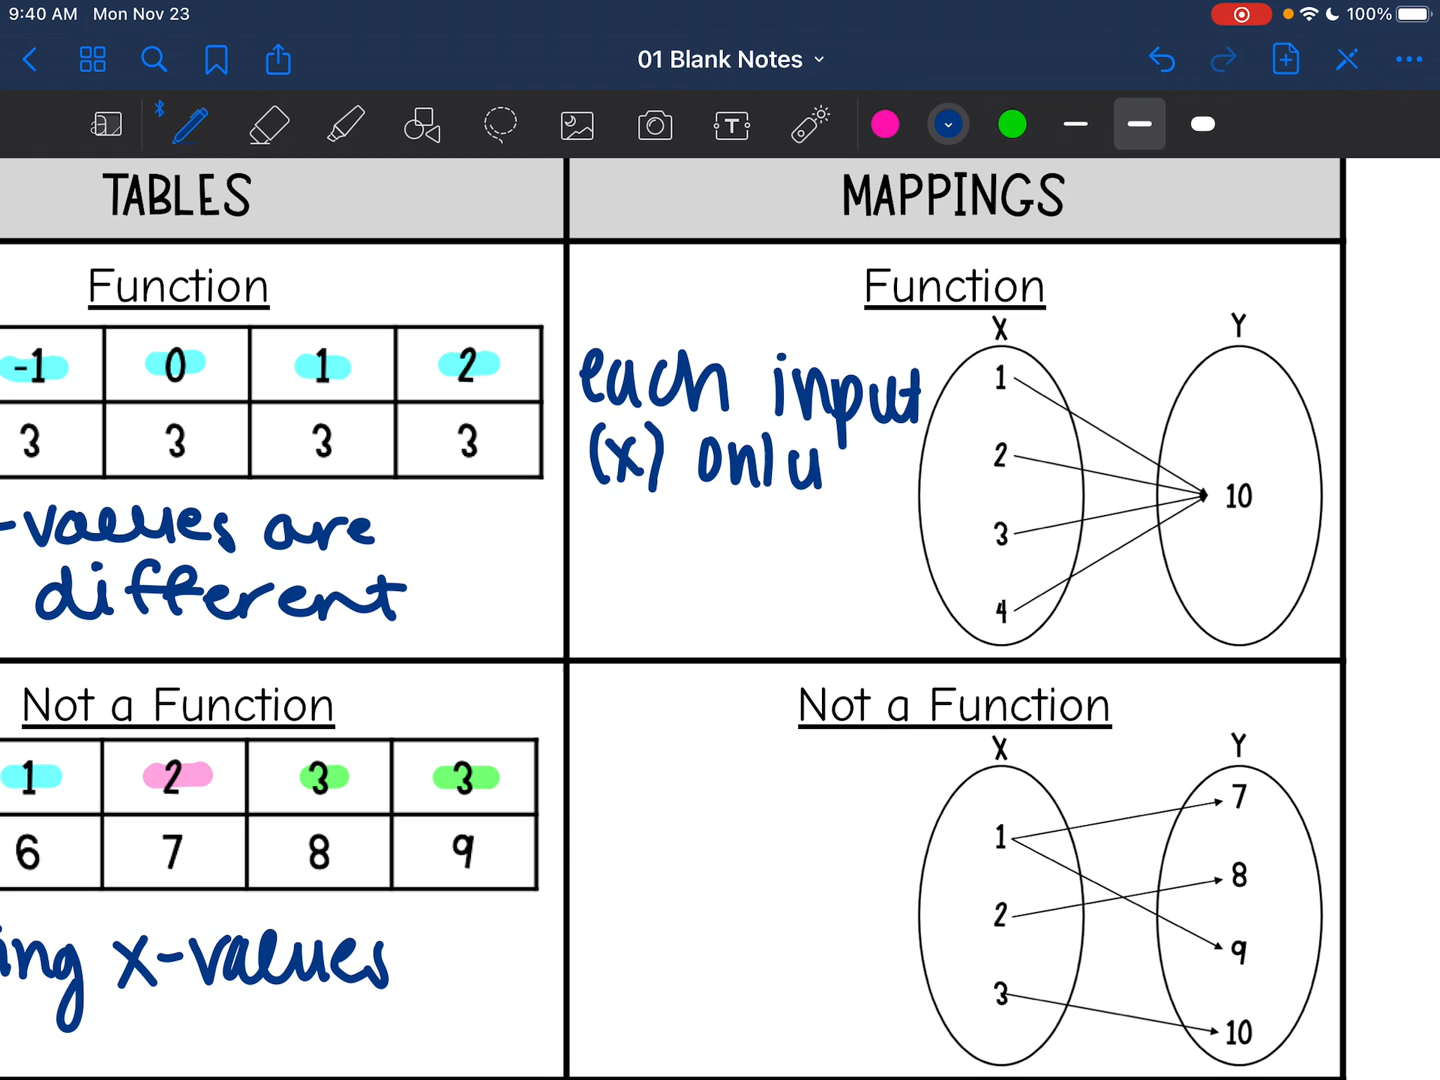 9:40 AM Mon Nov 23
100%
01 Blank Notes
T
TABLES
MAPPINGS
Function
-1 0 1 2
3 3 3 3
-values are
different
Function
each input
(x) only
X Y
1
2
3
4
10
Not a Function
1 2 3 3
6 7 8 9
ing x-values
Not a Function
X Y
1
2
3
7
8
9
10